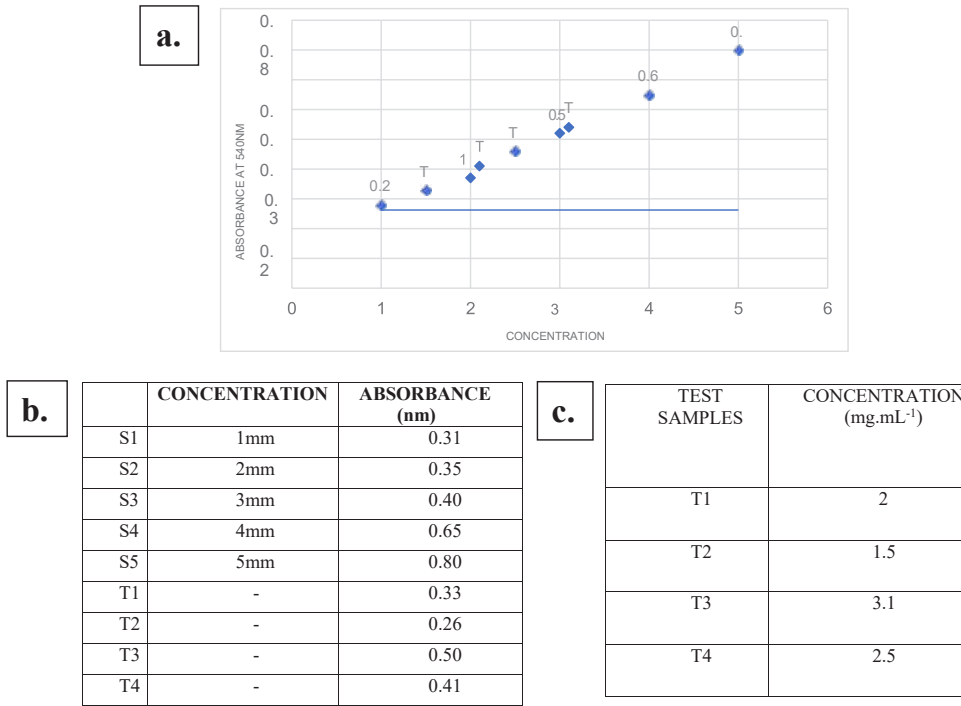 a.
0.
0.
8
0.
0.
0.
0.
3
0.
2
ABSORBANCE AT 540NM
0.2
T
1
T
T
0.5
T
0.6
0.
0 1 2 3 4 5 6
CONCENTRATION
b.
CONCENTRATION ABSORBANCE
(nm)
S1 1mm 0.31
S2 2mm 0.35
S3 3mm 0.40
S4 4mm 0.65
S5 5mm 0.80
T1 - 0.33
T2 - 0.26
T3 - 0.50
T4 - 0.41
c.
TEST CONCENTRATION
SAMPLES (mg.mL-1)
T1 2
T2 1.5
T3 3.1
T4 2.5